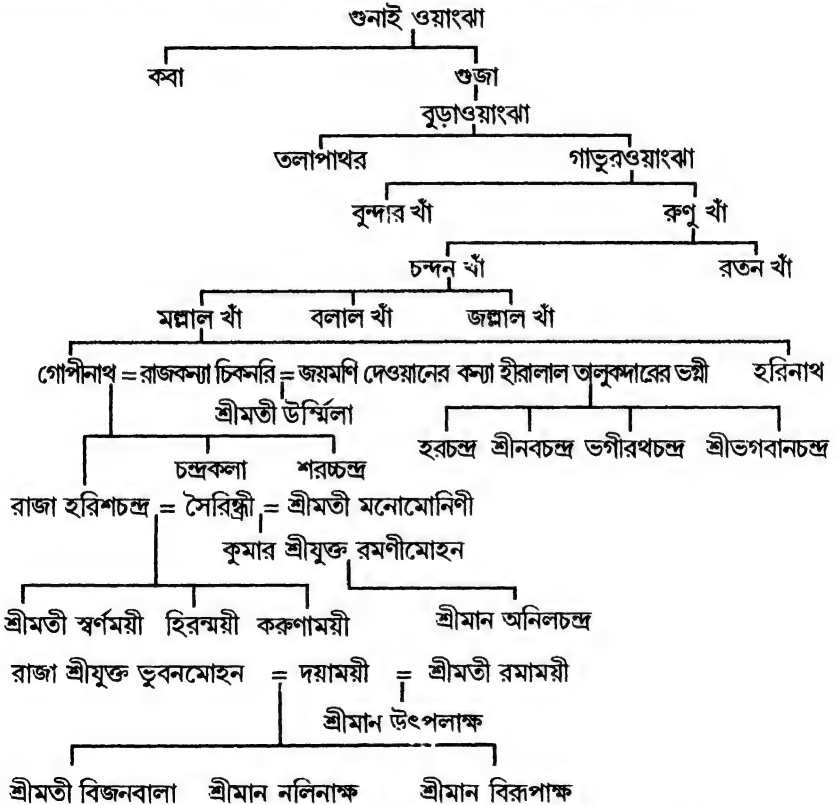 গুনাই ওয়াংঝা
কবা গুজা
বুড়াওয়াংঝা
তলাপাথর গাভুরওয়াংঝা
বুন্দার খাঁ রুণু খাঁ
চন্দন খাঁ রতন খাঁ
মল্লাল খাঁ বলাল খাঁ জল্লাল খাঁ
গোপীনাথ = রাজকন্যা চিকনরি = জয়মণি দেওয়ানের কন্যা হীরালাল তালুকদারের ভগ্নী হরিনাথ
শ্রীমতী উর্ম্মিলা
হরচন্দ্র শ্রীনবচন্দ্র ভগীরথচন্দ্র শ্রীভগবানচন্দ্র
চন্দ্রকলা শরচ্চন্দ্র
রাজা হরিশচন্দ্র = সৈরিন্ধ্রী = শ্রীমতী মনোমোনিণী
কুমার শ্রীযুক্ত রমণীমোহন
শ্রীমতী স্বর্ণময়ী হিরন্ময়ী করুণাময়ী শ্রীমান অনিলচন্দ্র
রাজা শ্রীযুক্ত ভুবনমোহন = দয়াময়ী = শ্রীমতী রমাময়ী
শ্রীমান উৎপলাক্ষ
শ্রীমতী বিজনবালা শ্রীমান নলিনাক্ষ শ্রীমান বিরূপাক্ষ